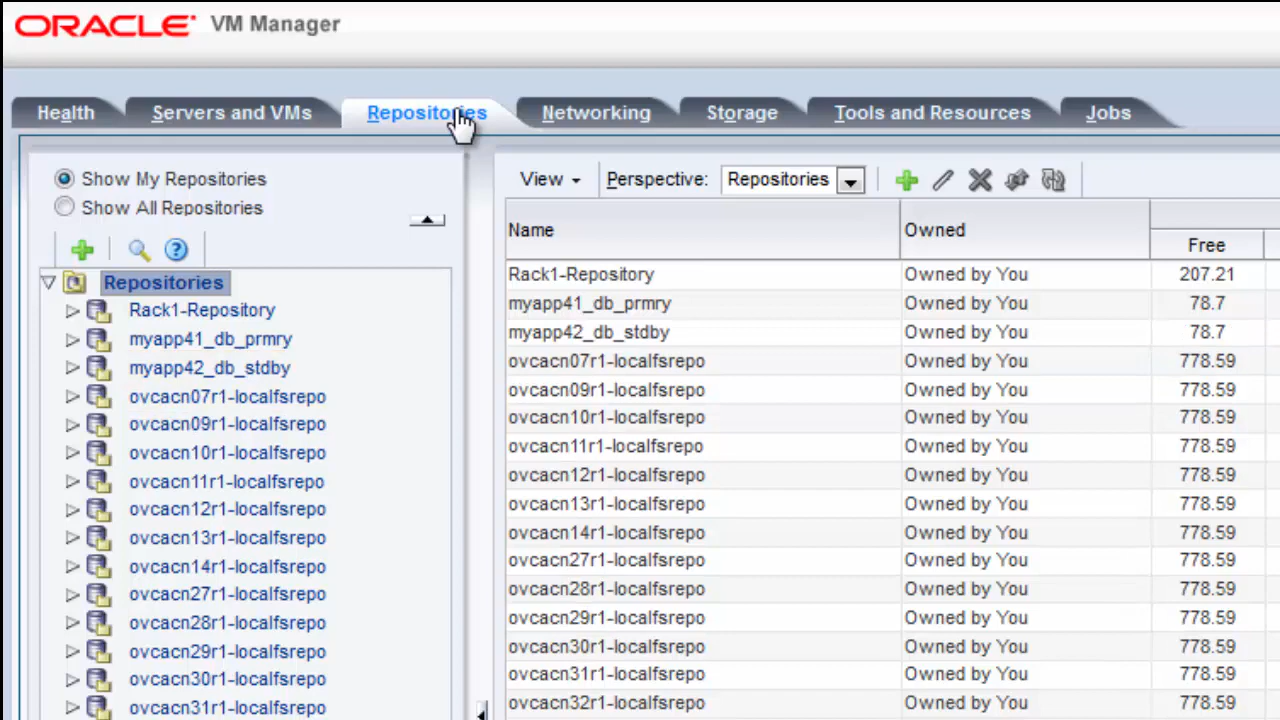 ORACLE VM Manager
Health Servers and VMs Repositories Networking Storage Tools and Resources Jobs
Show My Repositories
Show All Repositories
Repositories
Rack1-Repository
myapp41_db_prmry
myapp42_db_stdby
ovcacn07r1-localfsrepo
ovcacn09r1-localfsrepo
ovcacn10r1-localfsrepo
ovcacn11r1-localfsrepo
ovcacn12r1-localfsrepo
ovcacn13r1-localfsrepo
ovcacn14r1-localfsrepo
ovcacn27r1-localfsrepo
ovcacn28r1-localfsrepo
ovcacn29r1-localfsrepo
ovcacn30r1-localfsrepo
ovcacn31r1-localfsrepo
View Perspective: Repositories
Name Owned Free
Rack1-Repository Owned by You 207.21
myapp41_db_prmry Owned by You 78.7
myapp42_db_stdby Owned by You 78.7
ovcacn07r1-localfsrepo Owned by You 778.59
ovcacn09r1-localfsrepo Owned by You 778.59
ovcacn10r1-localfsrepo Owned by You 778.59
ovcacn11r1-localfsrepo Owned by You 778.59
ovcacn12r1-localfsrepo Owned by You 778.59
ovcacn13r1-localfsrepo Owned by You 778.59
ovcacn14r1-localfsrepo Owned by You 778.59
ovcacn27r1-localfsrepo Owned by You 778.59
ovcacn28r1-localfsrepo Owned by You 778.59
ovcacn29r1-localfsrepo Owned by You 778.59
ovcacn30r1-localfsrepo Owned by You 778.59
ovcacn31r1-localfsrepo Owned by You 778.59
ovcacn32r1-localfsrepo Owned by You 778.59